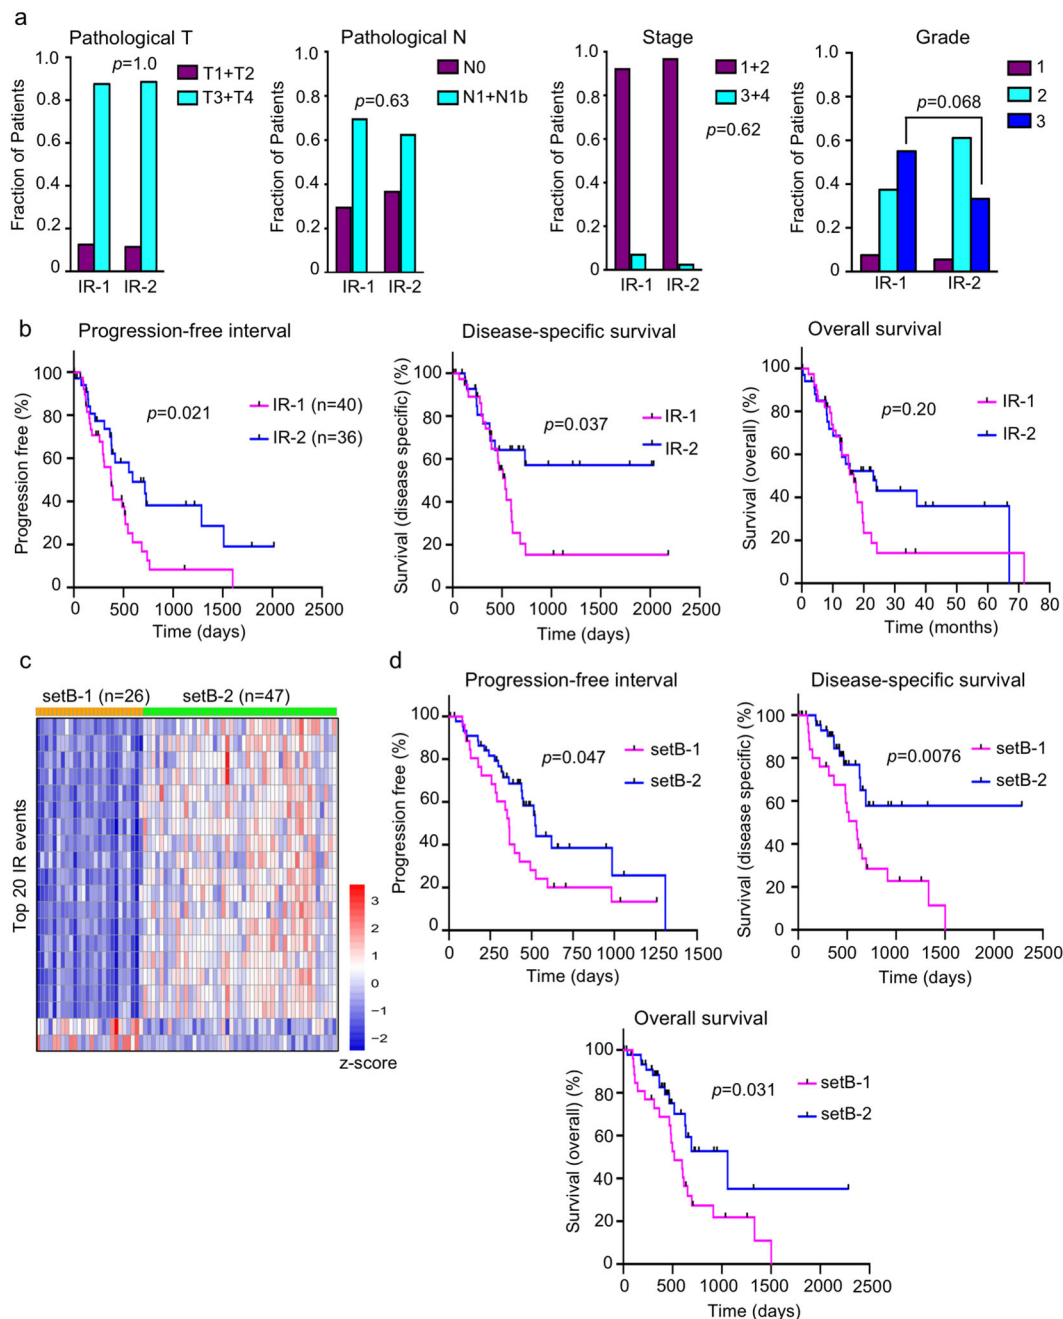 a
Pathological T
1.0
0.8
0.6
0.4
0.2
0
Fraction of Patients
p=1.0
T1+T2
T3+T4
IR-1 IR-2
Pathological N
1.0
0.8
0.6
0.4
0.2
0
Fraction of Patients
p=0.63
N0
N1+N1b
IR-1 IR-2
Stage
1.0
0.8
0.6
0.4
0.2
0
Fraction of Patients
1+2
3+4
p=0.62
IR-1 IR-2
Grade
1.0
0.8
0.6
0.4
0.2
0
Fraction of Patients
p=0.068
1
2
3
IR-1 IR-2
b
Progression-free interval
100
80
60
40
20
0
Progression free (%)
p=0.021
IR-1 (n=40)
IR-2 (n=36)
0 500 1000 1500 2000 2500
Time (days)
Disease-specific survival
100
80
60
40
20
0
Survival (disease specific) (%)
p=0.037
IR-1
IR-2
0 500 1000 1500 2000 2500
Time (days)
Overall survival
100
80
60
40
20
0
Survival (overall) (%)
p=0.20
IR-1
IR-2
0 10 20 30 40 50 60 70 80
Time (months)
c
setB-1 (n=26) setB-2 (n=47)
Top 20 IR events
3
2
1
0
−1
−2
z-score
d
Progression-free interval
100
80
60
40
20
0
Progression free (%)
p=0.047
setB-1
setB-2
0 250 500 750 1000 1250 1500
Time (days)
Disease-specific survival
100
80
60
40
20
0
Survival (disease specific) (%)
p=0.0076
setB-1
setB-2
0 500 1000 1500 2000 2500
Time (days)
Overall survival
100
80
60
40
20
0
Survival (overall) (%)
p=0.031
setB-1
setB-2
0 500 1000 1500 2000 2500
Time (days)